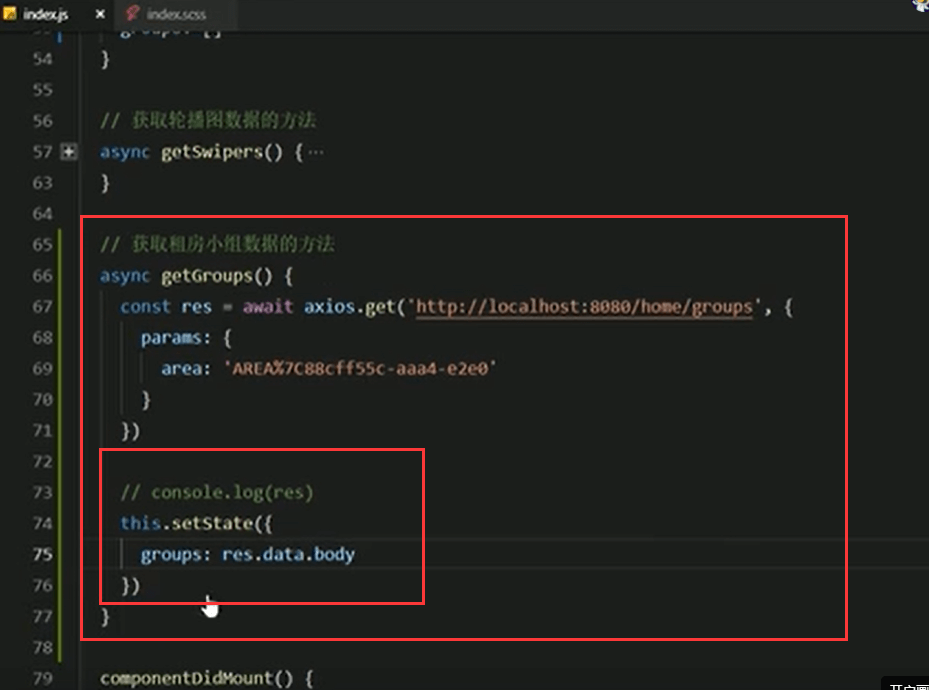 index.js × index.scss
groups: []
54 }
55
56 // 获取轮播图数据的方法
57 async getSwipers() { ···
63 }
64
65 // 获取租房小组数据的方法
66 async getGroups() {
67 const res = await axios.get('http://localhost:8080/home/groups', {
68 params: {
69 area: 'AREA%7C88cff55c-aaa4-e2e0'
70 }
71 })
72
73 // console.log(res)
74 this.setState({
75 groups: res.data.body
76 })
77 }
78
79 componentDidMount() {